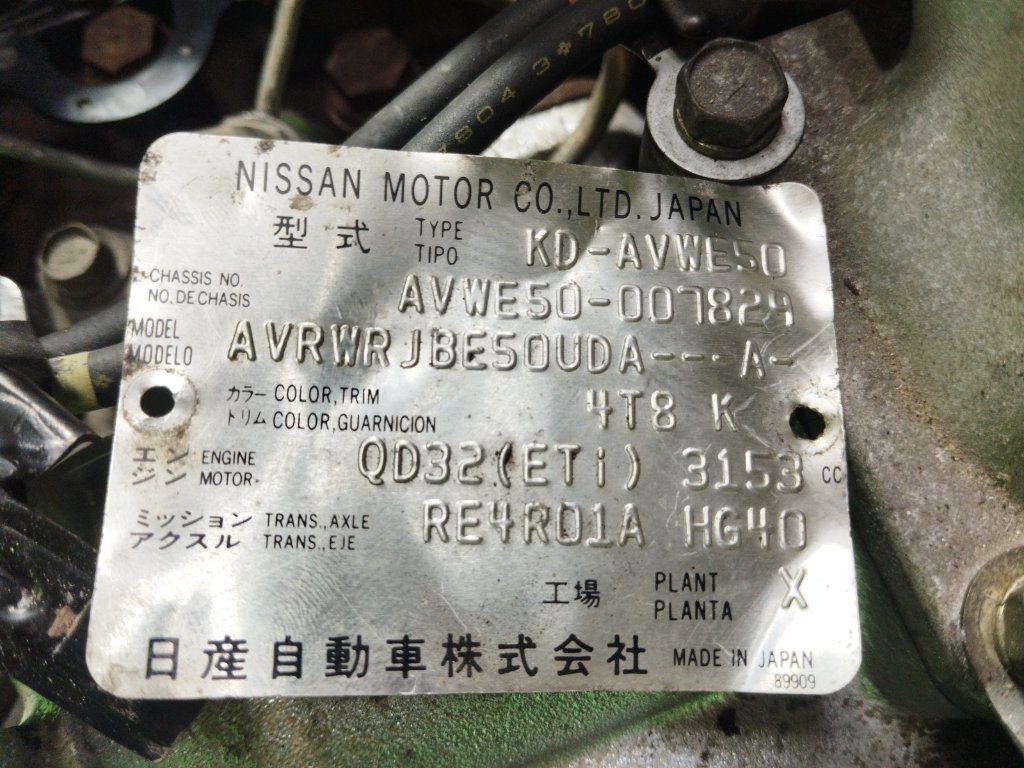 7804 3*780
NISSAN MOTOR CO.,LTD. JAPAN
型式 TYPE TIPO KD-AVWE50
CHASSIS NO. NO. DE CHASIS AVWE50-007829
MODEL MODELO AVRWRJBE50UDA---A-
カラー COLOR, TRIM
トリム COLOR, GUARNICION 4T8 K
エンジン ENGINE MOTOR QD32(ETi) 3153 CC
ミッション TRANS., AXLE
アクスル TRANS., EJE RE4R01A HG40
工場 PLANT PLANTA X
日産自動車株式会社 MADE IN JAPAN
89909